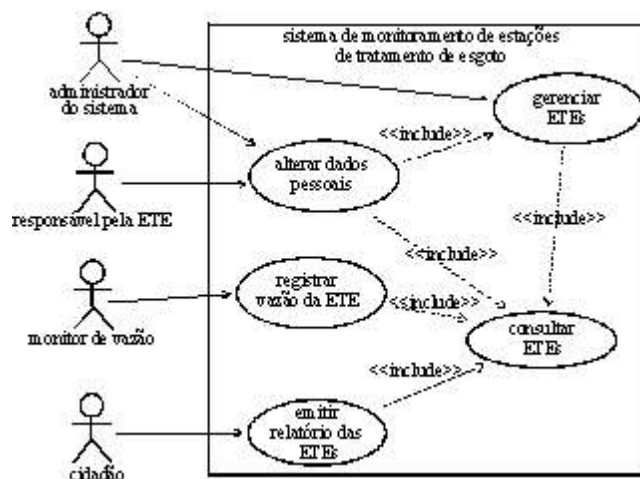 sistema de monitoramento de estações
de tratamento de esgoto
administrador
do sistema
gerenciar
ETEs
<<include>>
alterar dados
pessoais
responsável pela ETE
<<include>>
<<include>>
registrar
vazão da ETE
<<include>>
monitor de vazão
consultar
ETEs
<<include>>
emitir
relatório das
ETEs
cidadão